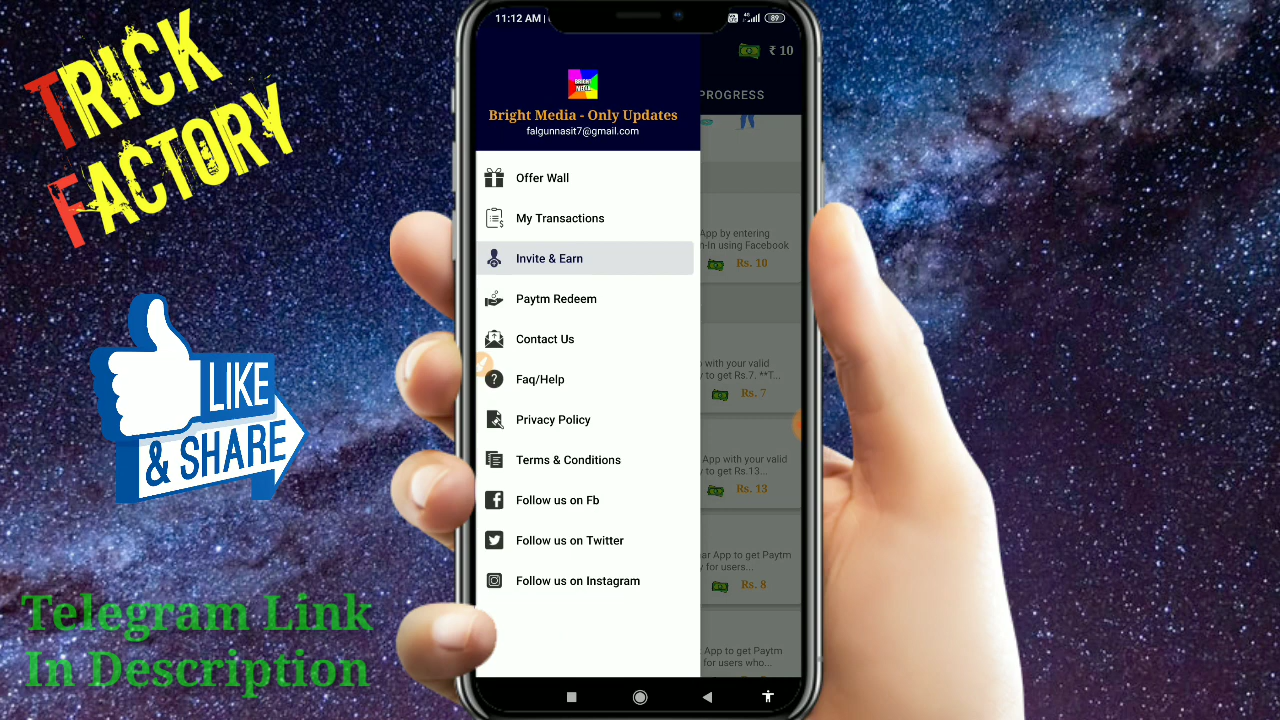 TRICK
FACTORY
LIKE
& SHARE
Telegram Link
In Description
11:12 AM |
89
₹ 10
PROGRESS
BRIGHT
MEDIA
Bright Media - Only Updates
falgunnasit7@gmail.com
Offer Wall
My Transactions
Invite & Earn
Paytm Redeem
Contact Us
Faq/Help
Privacy Policy
Terms & Conditions
Follow us on Fb
Follow us on Twitter
Follow us on Instagram
App by entering
n-In using Facebook
Rs. 10
with your valid
to get Rs.7. **T...
Rs. 7
App with your valid
to get Rs.13...
Rs. 13
ar App to get Paytm
for users...
Rs. 8
App to get Paytm
for users who...